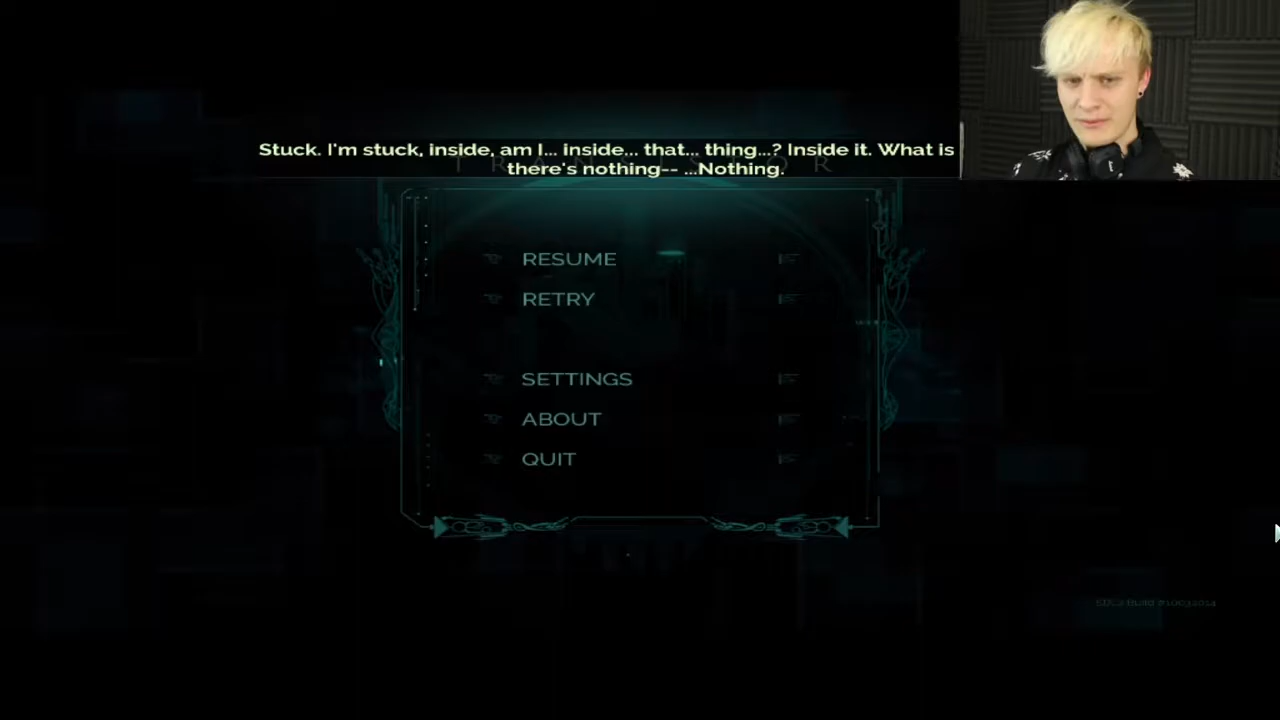 Stuck. I'm stuck, inside, am I... inside... that... thing...? Inside it. What is
there's nothing-- ...Nothing.
RESUME
RETRY
SETTINGS
ABOUT
QUIT